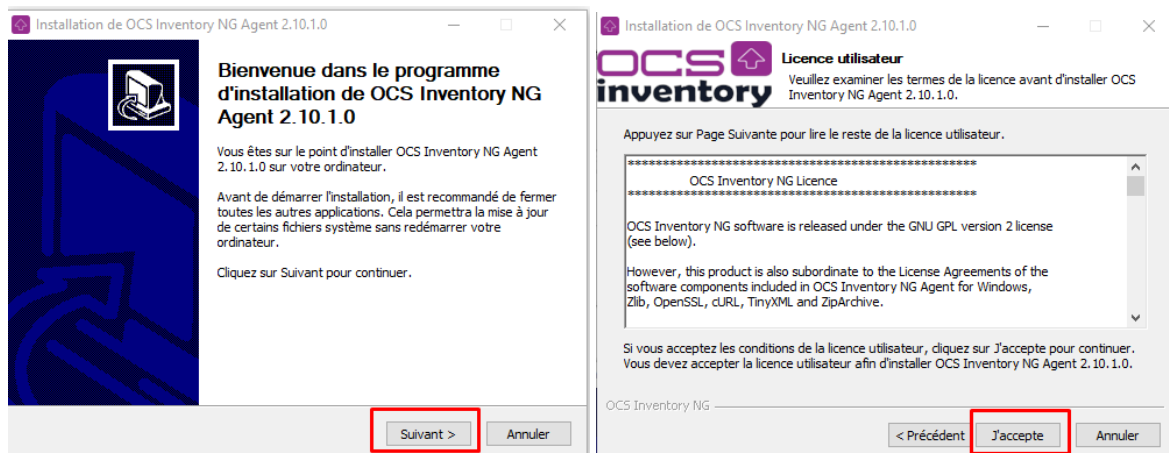 Installation de OCS Inventory NG Agent 2.10.1.0
Bienvenue dans le programme
d'installation de OCS Inventory NG
Agent 2.10.1.0
Vous êtes sur le point d'installer OCS Inventory NG Agent
2.10.1.0 sur votre ordinateur.
Avant de démarrer l'installation, il est recommandé de fermer
toutes les autres applications. Cela permettra la mise à jour
de certains fichiers système sans redémarrer votre
ordinateur.
Cliquez sur Suivant pour continuer.
Suivant >
Annuler
Installation de OCS Inventory NG Agent 2.10.1.0
OCS
inventory
Licence utilisateur
Veuillez examiner les termes de la licence avant d'installer OCS
Inventory NG Agent 2.10.1.0.
Appuyez sur Page Suivante pour lire le reste de la licence utilisateur.
**************************************************
OCS Inventory NG Licence
**************************************************
OCS Inventory NG software is released under the GNU GPL version 2 license
(see below).
However, this product is also subordinate to the License Agreements of the
software components included in OCS Inventory NG Agent for Windows,
Zlib, OpenSSL, cURL, TinyXML and ZipArchive.
Si vous acceptez les conditions de la licence utilisateur, cliquez sur J'accepte pour continuer.
Vous devez accepter la licence utilisateur afin d'installer OCS Inventory NG Agent 2.10.1.0.
OCS Inventory NG
< Précédent
J'accepte
Annuler